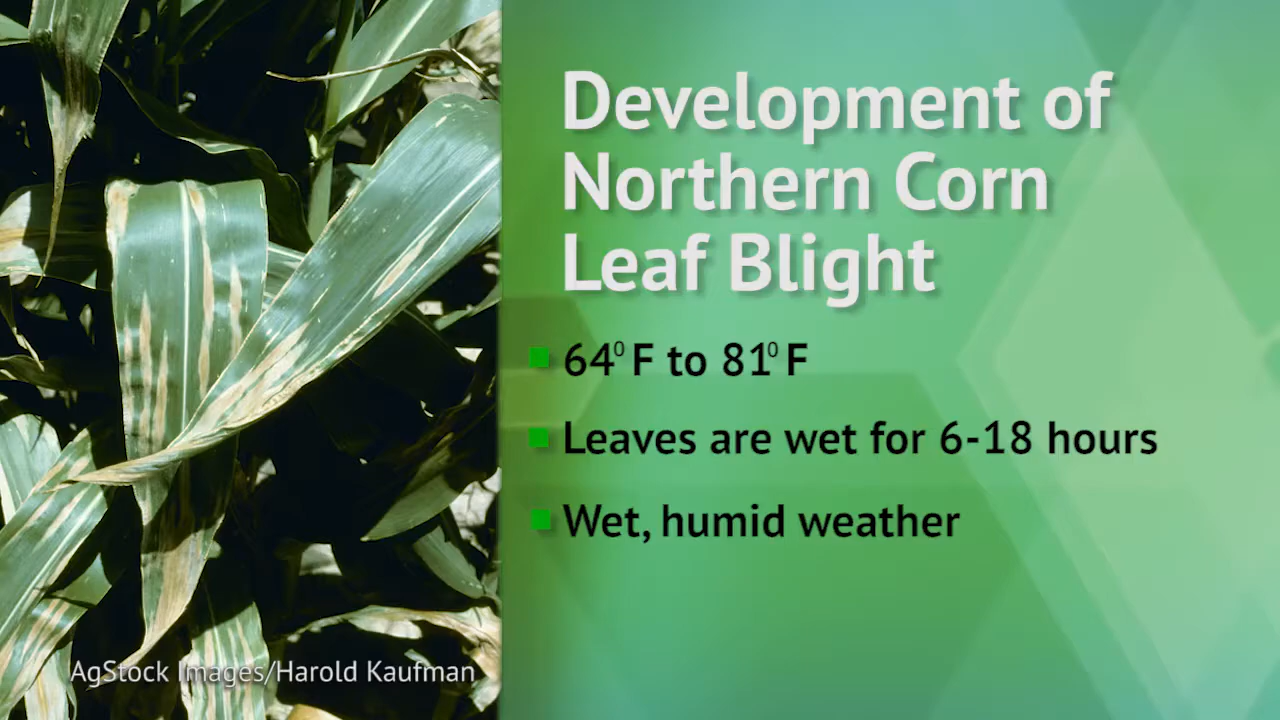 Development of
Northern Corn
Leaf Blight
64⁰ F to 81⁰ F
Leaves are wet for 6-18 hours
Wet, humid weather
AgStock Images/Harold Kaufman